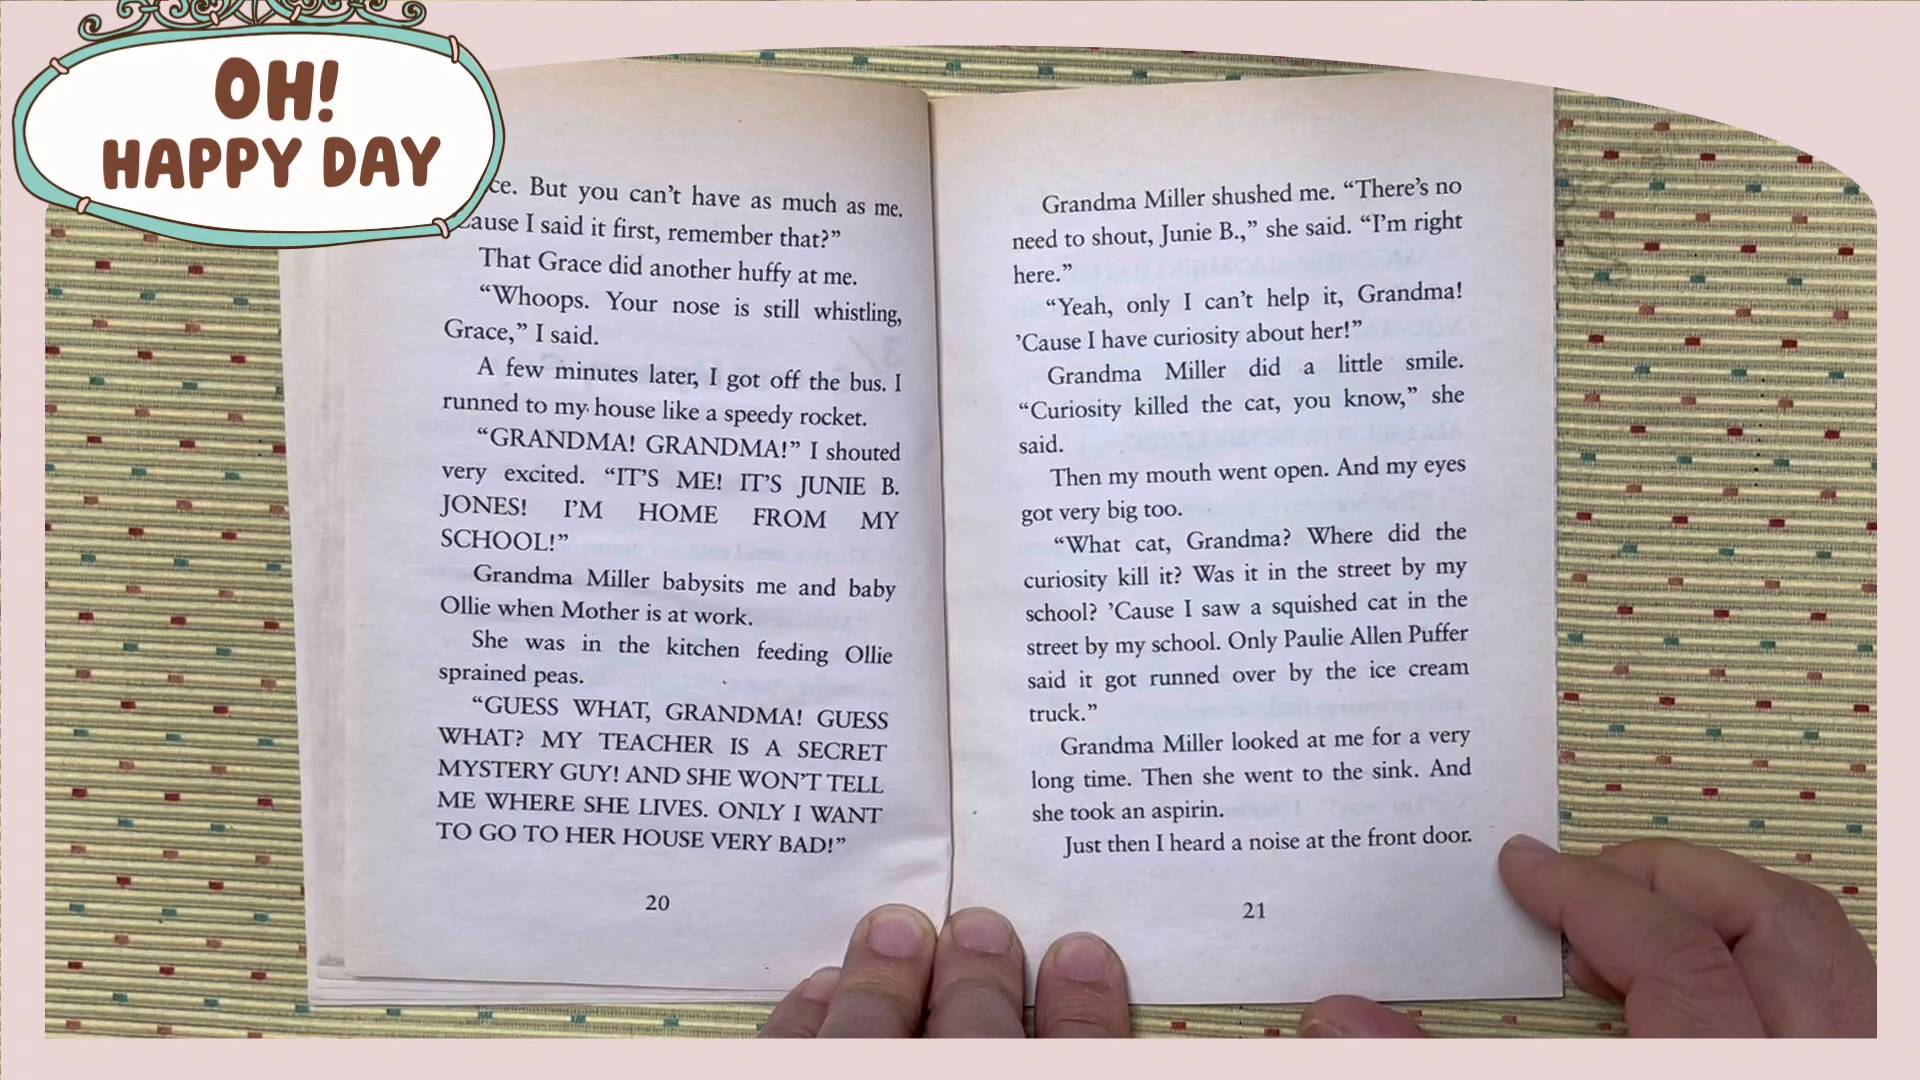 OH!
HAPPY DAY
But you can't have as much as me.
I said it first, remember that?”
That Grace did another huffy at me.
“Whoops. Your nose is still whistling,
Grace,” I said.
A few minutes later, I got off the bus. I
runned to my house like a speedy rocket.
“GRANDMA! GRANDMA!” I shouted
very excited. “IT'S ME! IT'S JUNIE B.
JONES! I'M HOME FROM MY
SCHOOL!”
Grandma Miller babysits me and baby
Ollie when Mother is at work.
She was in the kitchen feeding Ollie
sprained peas.
“GUESS WHAT, GRANDMA! GUESS
WHAT? MY TEACHER IS A SECRET
MYSTERY GUY! AND SHE WON'T TELL
ME WHERE SHE LIVES. ONLY I WANT
TO GO TO HER HOUSE VERY BAD!”
20
Grandma Miller shushed me. “There's no
need to shout, Junie B.,” she said. “I'm right
here.”
“Yeah, only I can't help it, Grandma!
’Cause I have curiosity about her!”
Grandma Miller did a little smile.
“Curiosity killed the cat, you know,” she
said.
Then my mouth went open. And my eyes
got very big too.
“What cat, Grandma? Where did the
curiosity kill it? Was it in the street by my
school? ’Cause I saw a squished cat in the
street by my school. Only Paulie Allen Puffer
said it got runned over by the ice cream
truck.”
Grandma Miller looked at me for a very
long time. Then she went to the sink. And
she took an aspirin.
Just then I heard a noise at the front door.
21